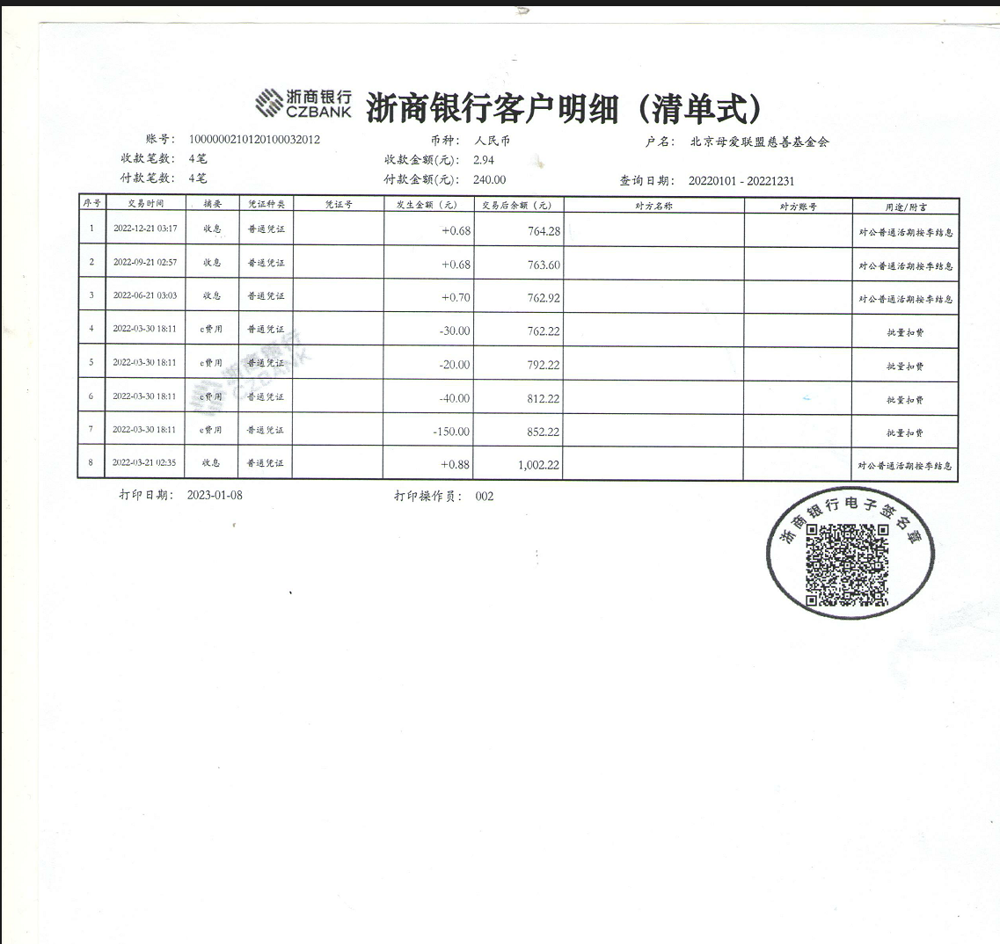 浙商银行 CZBANK 浙商银行客户明细（清单式）
账号： 1000000210120100032012 币种： 人民币 户名： 北京母爱联盟慈善基金会
收款笔数： 4笔 收款金额(元)： 2.94
付款笔数： 4笔 付款金额(元)： 240.00 查询日期： 20220101 - 20221231
序号 交易时间 摘要 凭证种类 凭证号 发生金额（元） 交易后余额（元） 对方名称 对方账号 用途/附言
1 2022-12-21 03:17 收息 普通凭证 +0.68 764.28 对公普通活期按季结息
2 2022-09-21 02:57 收息 普通凭证 +0.68 763.60 对公普通活期按季结息
3 2022-06-21 03:03 收息 普通凭证 +0.70 762.92 对公普通活期按季结息
4 2022-03-30 18:11 e费用 普通凭证 -30.00 762.22 批量扣费
5 2022-03-30 18:11 e费用 普通凭证 -20.00 792.22 批量扣费
6 2022-03-30 18:11 e费用 普通凭证 -40.00 812.22 批量扣费
7 2022-03-30 18:11 e费用 普通凭证 -150.00 852.22 批量扣费
8 2022-03-21 02:35 收息 普通凭证 +0.88 1,002.22 对公普通活期按季结息
浙商银行
CZBANK
打印日期： 2023-01-08 打印操作员： 002
浙商银行电子签名章